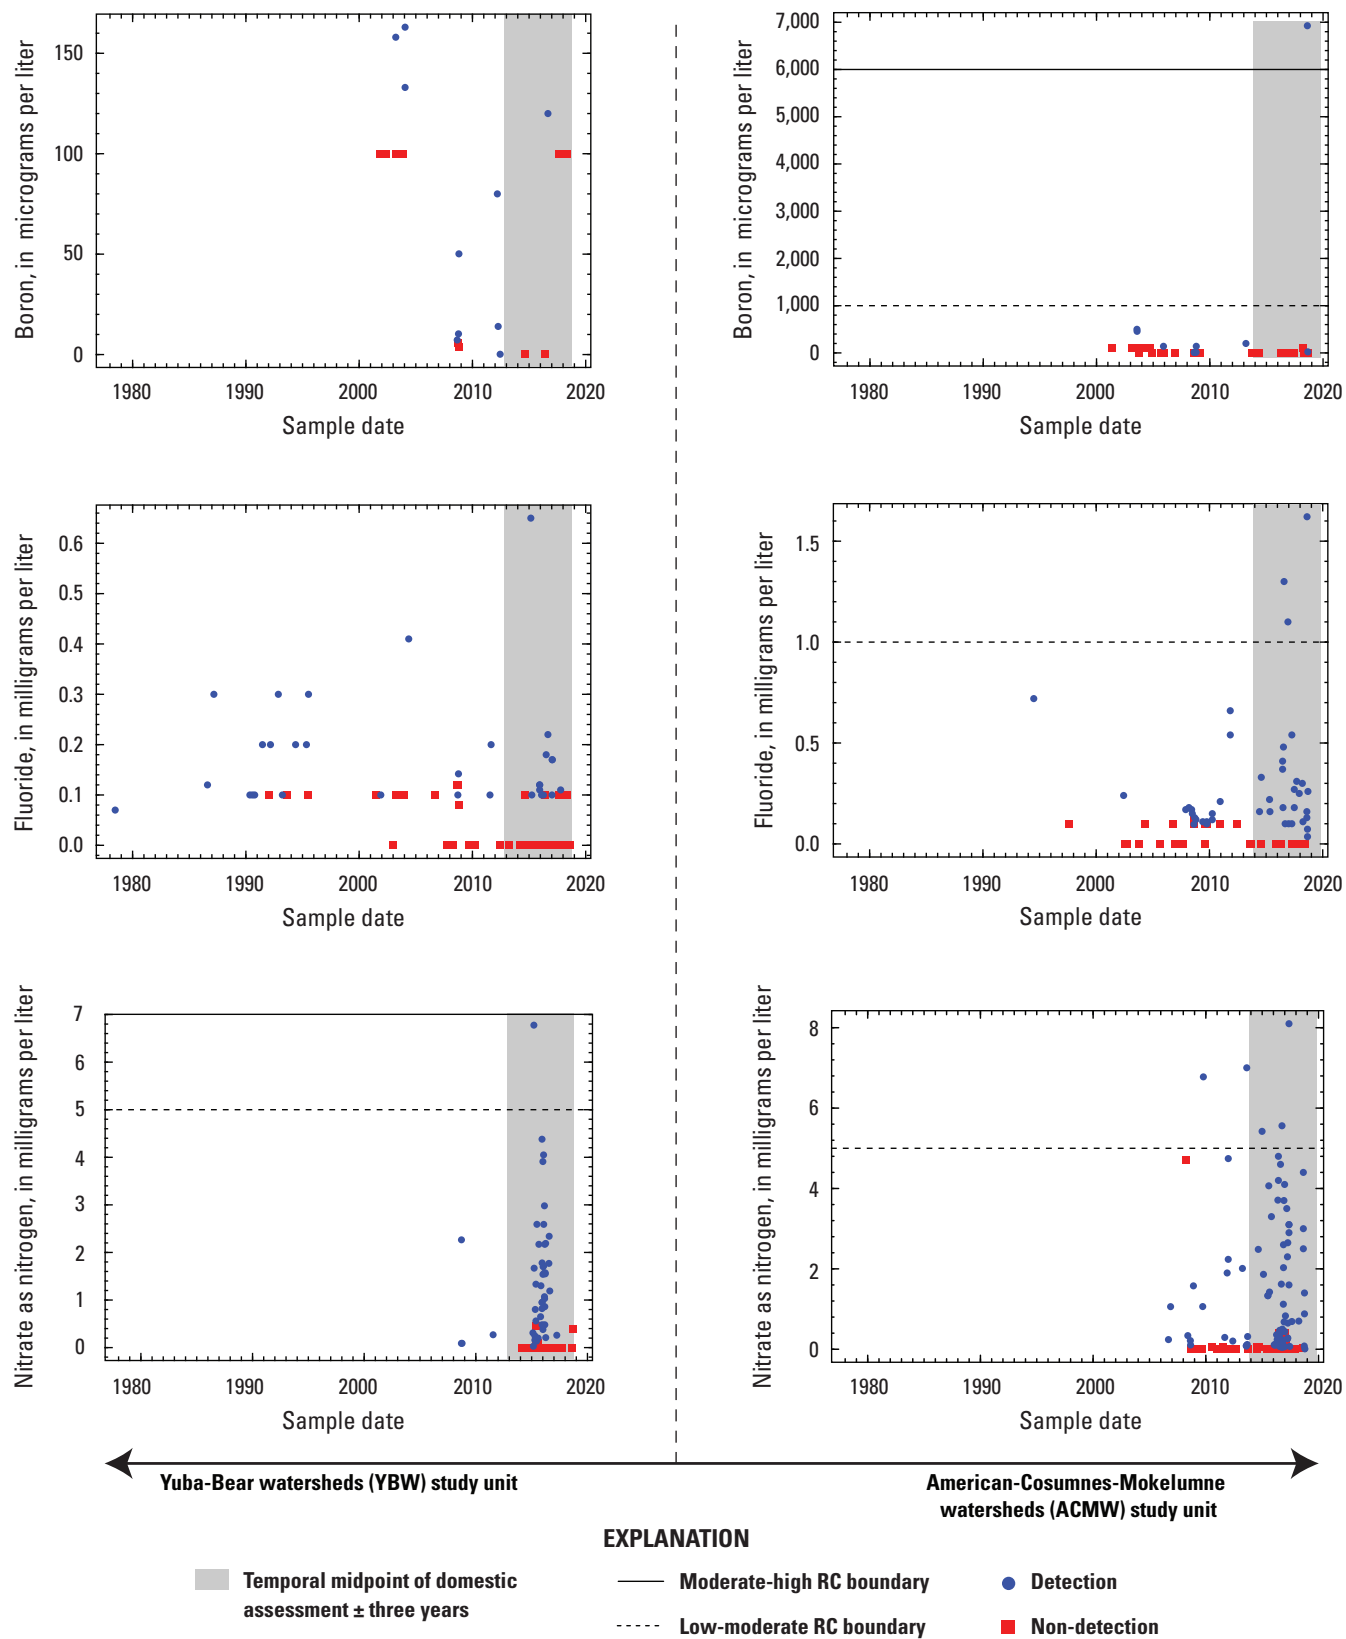 Boron, in micrograms per liter
150
100
50
0
1980 1990 2000 2010 2020
Sample date
Boron, in micrograms per liter
7,000
6,000
5,000
4,000
3,000
2,000
1,000
0
1980 1990 2000 2010 2020
Sample date
Fluoride, in milligrams per liter
0.6
0.5
0.4
0.3
0.2
0.1
0.0
1980 1990 2000 2010 2020
Sample date
Fluoride, in milligrams per liter
1.5
1.0
0.5
0.0
1980 1990 2000 2010 2020
Sample date
Nitrate as nitrogen, in milligrams per liter
7
6
5
4
3
2
1
0
1980 1990 2000 2010 2020
Sample date
Nitrate as nitrogen, in milligrams per liter
8
6
4
2
0
1980 1990 2000 2010 2020
Sample date
Yuba-Bear watersheds (YBW) study unit
American-Cosumnes-Mokelumne
watersheds (ACMW) study unit
EXPLANATION
Temporal midpoint of domestic
assessment ± three years
Moderate-high RC boundary
Low-moderate RC boundary
Detection
Non-detection